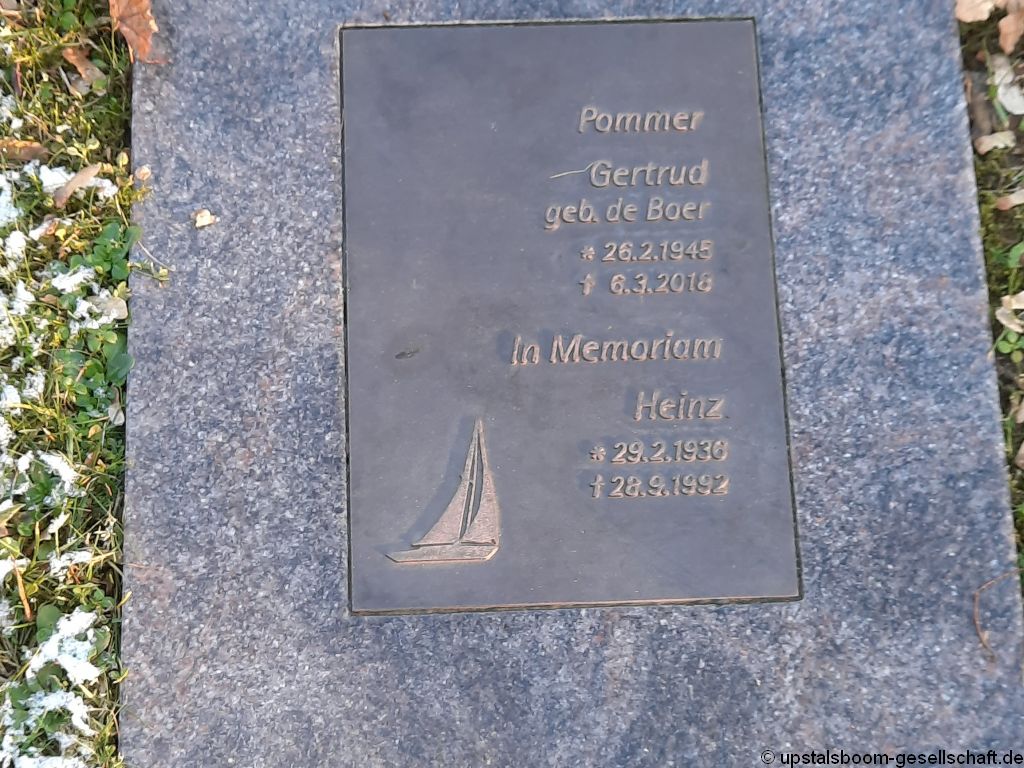 Pommer
Gertrud
geb. de Boer
* 26.2.1945
† 6.3.2018
In Memoriam
Heinz
* 29.2.1936
† 28.9.1992
© upstalsboom-gesellschaft.de